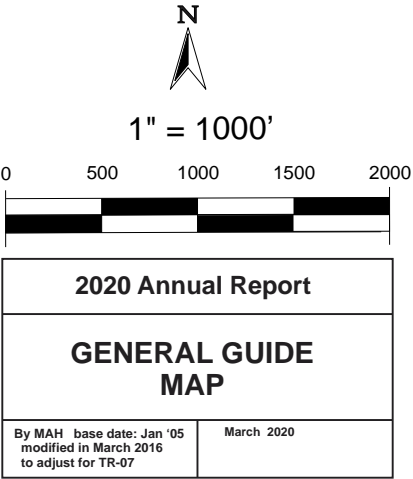 N
1" = 1000’
0 500 1000 1500 2000
2020 Annual Report
GENERAL GUIDE
MAP
By MAH base date: Jan ‘05
modified in March 2016
to adjust for TR-07
March 2020